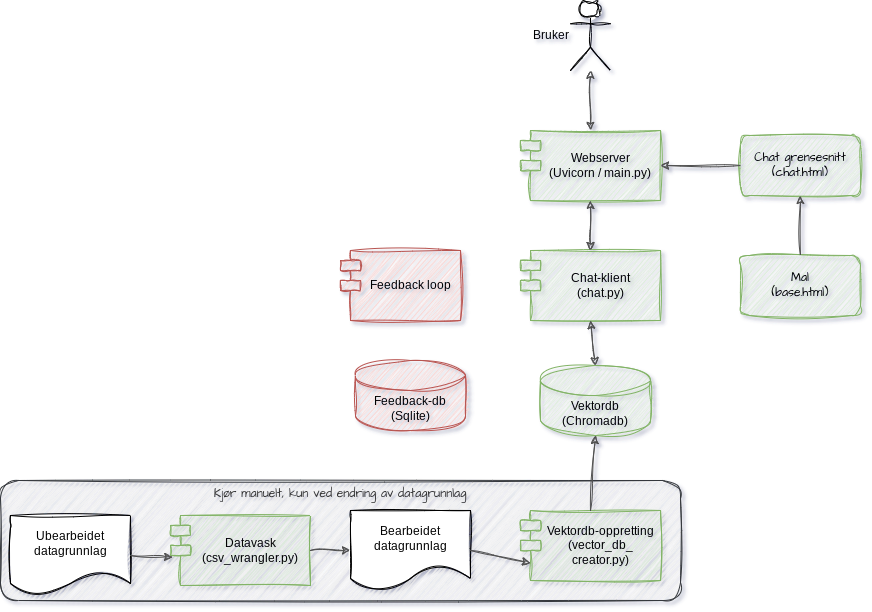 Bruker
Webserver
(Uvicorn / main.py)
Chat grensesnitt
(chat.html)
Feedback loop
Chat-klient
(chat.py)
Mal
(base.html)
Feedback-db
(Sqlite)
Vektordb
(Chromadb)
Kjør manuelt, kun ved endring av datagrunnlag
Ubearbeidet
datagrunnlag
Datavask
(csv_wrangler.py)
Bearbeidet
datagrunnlag
Vektordb-oppretting
(vector_db_
creator.py)